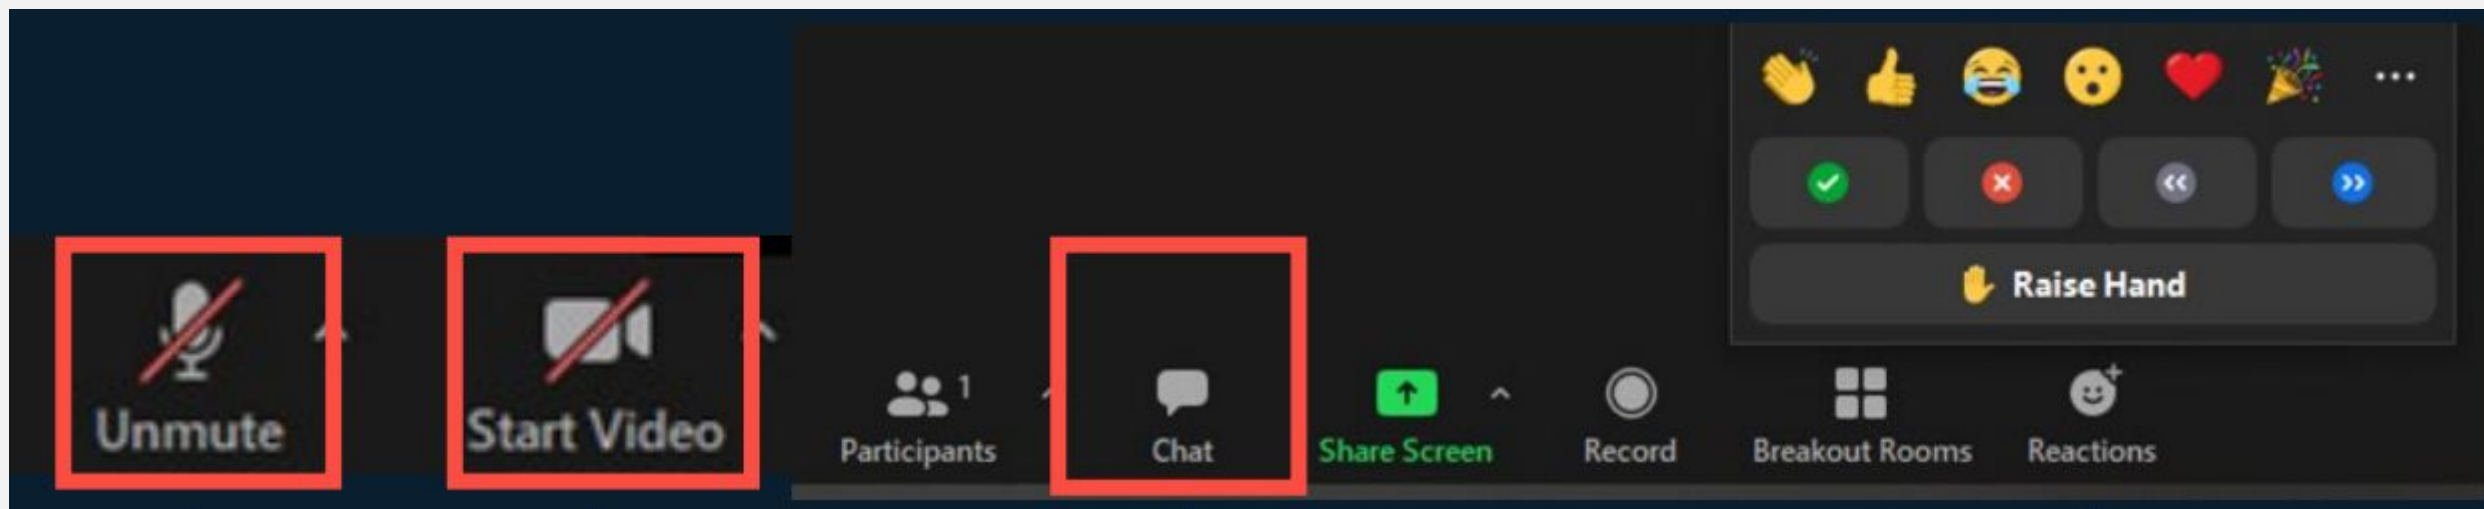 Raise Hand
Unmute
Start Video
1
Participants
Chat
Share Screen
Record
Breakout Rooms
Reactions